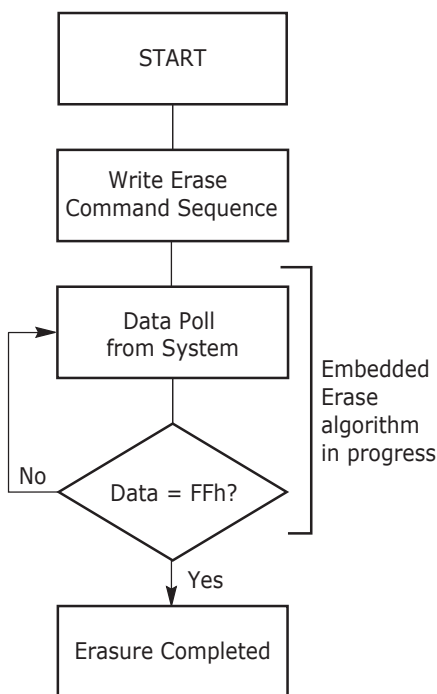 START
Write Erase
Command Sequence
Data Poll
from System
Embedded
Erase
algorithm
in progress
No
Data = FFh?
Yes
Erasure Completed